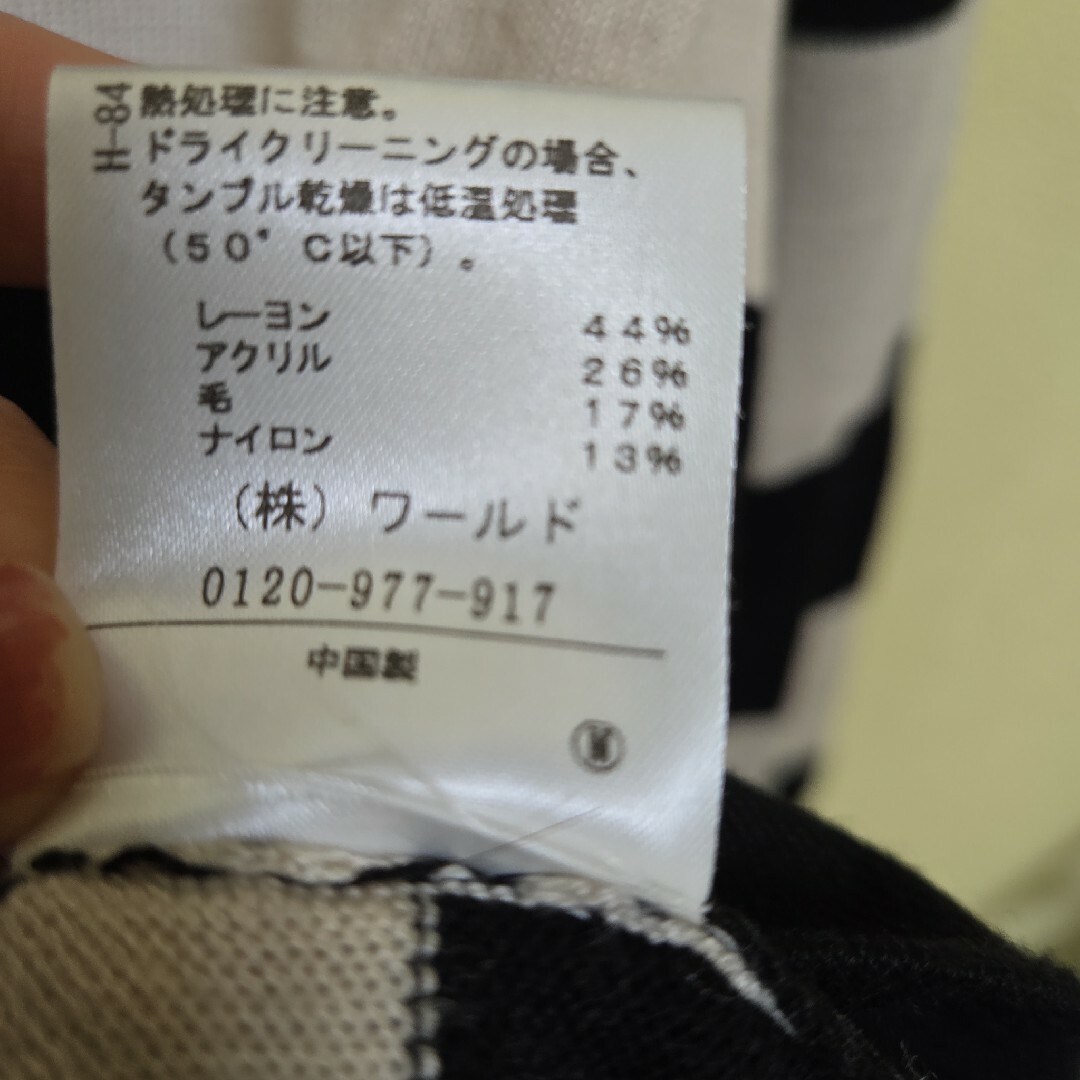 H-84
熱処理に注意。
ドライクリーニングの場合、
タンブル乾燥は低温処理
(50°C以下)。
レーヨン 44%
アクリル 26%
毛 17%
ナイロン 13%
(株)ワールド
0120-977-917
中国製